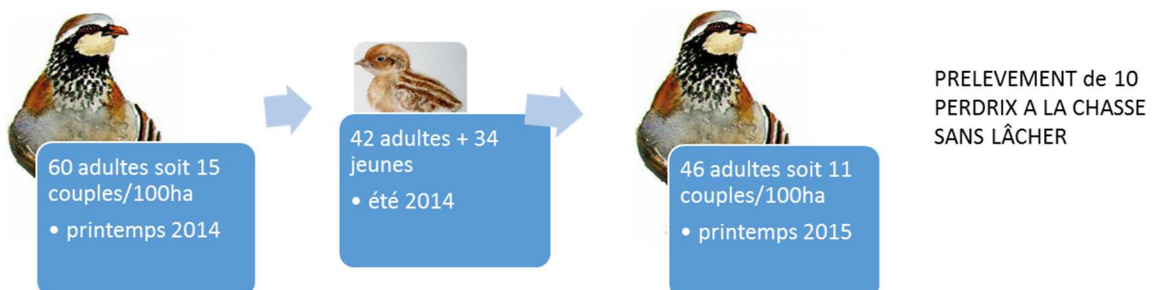 60 adultes soit 15
couples/100ha
• printemps 2014
42 adultes + 34
jeunes
• été 2014
46 adultes soit 11
couples/100ha
• printemps 2015
PRELEVEMENT de 10
PERDRIX A LA CHASSE
SANS LÂCHER